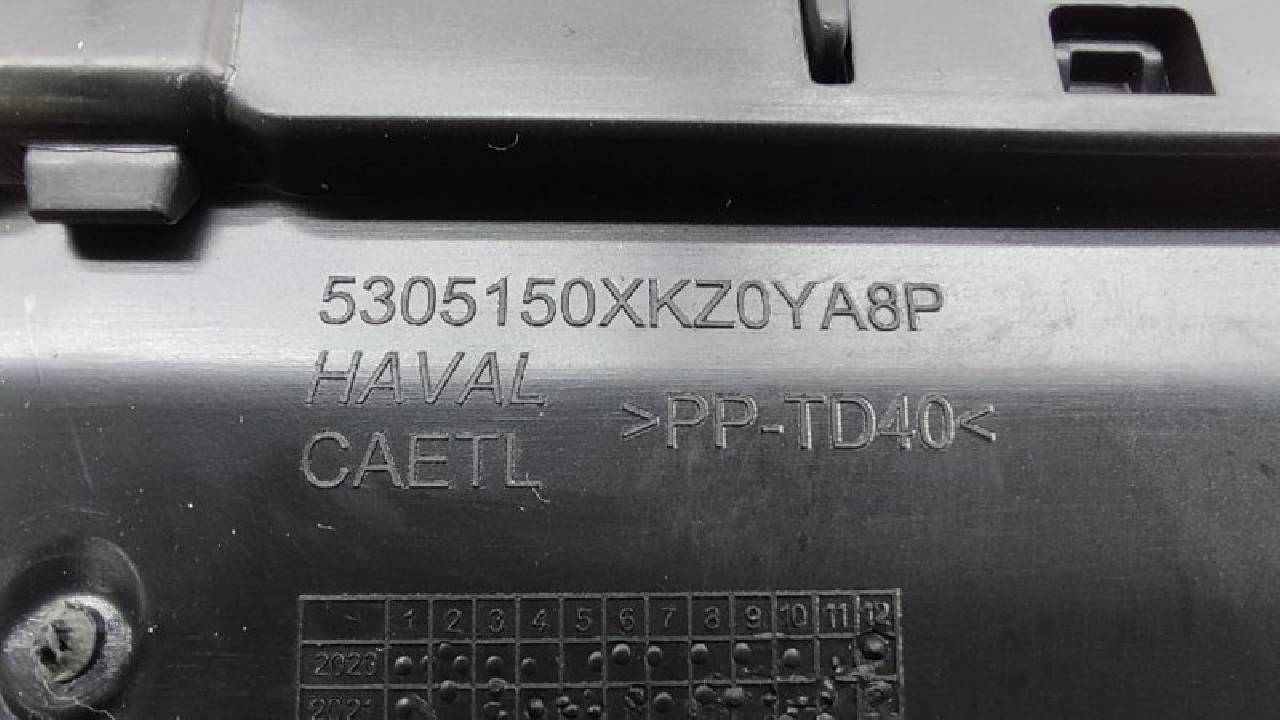 5305150XKZ0YA8P
HAVAL
>PP-TD40<
CAETL
1 2 3 4 5 6 7 8 9 10 11 12
2020
2021